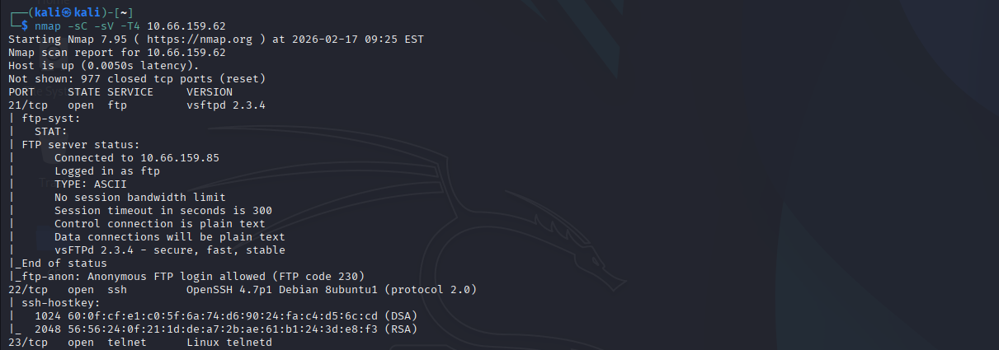 ┌──(kali㉿kali)-[~]
└─$ nmap -sC -sV -T4 10.66.159.62
Starting Nmap 7.95 ( https://nmap.org ) at 2026-02-17 09:25 EST
Nmap scan report for 10.66.159.62
Host is up (0.0050s latency).
Not shown: 977 closed tcp ports (reset)
PORT     STATE SERVICE     VERSION
21/tcp   open  ftp         vsftpd 2.3.4
| ftp-syst:
|   STAT:
| FTP server status:
|      Connected to 10.66.159.85
|      Logged in as ftp
|      TYPE: ASCII
|      No session bandwidth limit
|      Session timeout in seconds is 300
|      Control connection is plain text
|      Data connections will be plain text
|      vsFTPd 2.3.4 - secure, fast, stable
|_End of status
|_ftp-anon: Anonymous FTP login allowed (FTP code 230)
22/tcp   open  ssh         OpenSSH 4.7p1 Debian 8ubuntu1 (protocol 2.0)
| ssh-hostkey:
|   1024 60:0f:cf:e1:c0:5f:6a:74:d6:90:24:fa:c4:d5:6c:cd (DSA)
|_  2048 56:56:24:0f:21:1d:de:a7:2b:ae:61:b1:24:3d:e8:f3 (RSA)
23/tcp   open  telnet      Linux telnetd